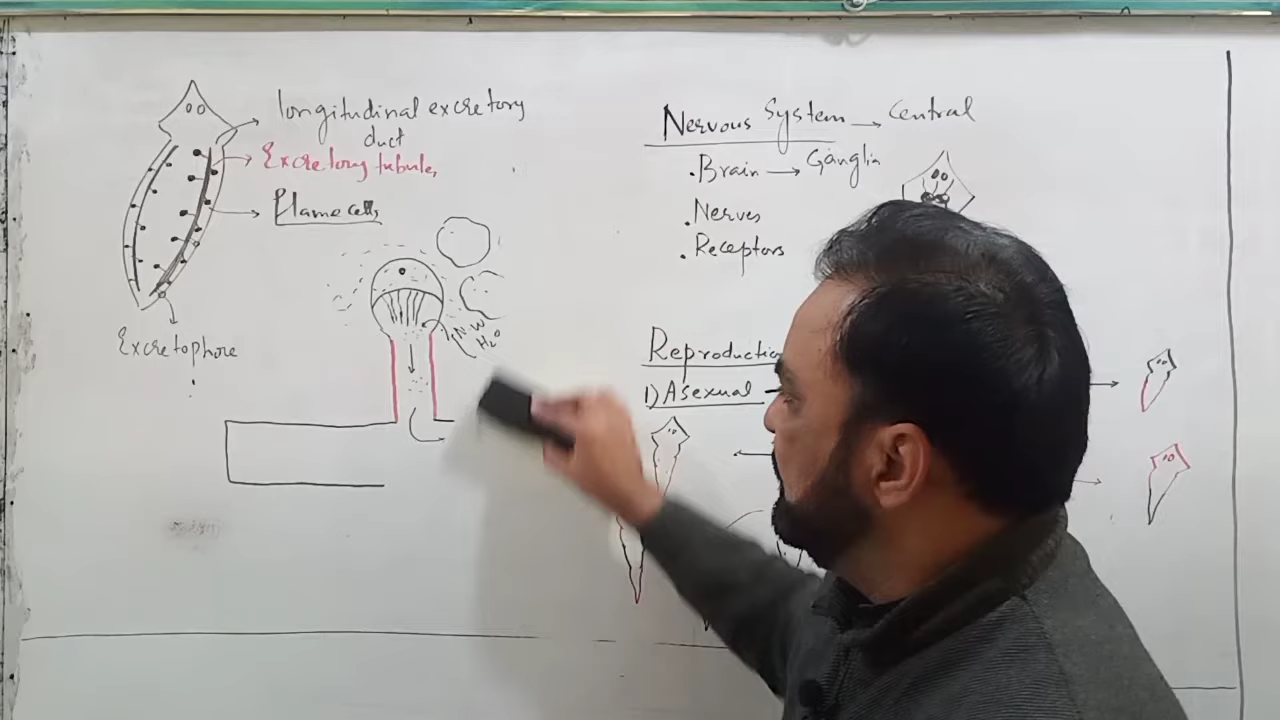 longitudinal excretory
duct
Excretory tubule,
Flame cells
Excretophore
N.W
H₂O
Nervous System → Central
. Brain → Ganglia
. Nerves
. Receptors
Reproduction
1) Asexual